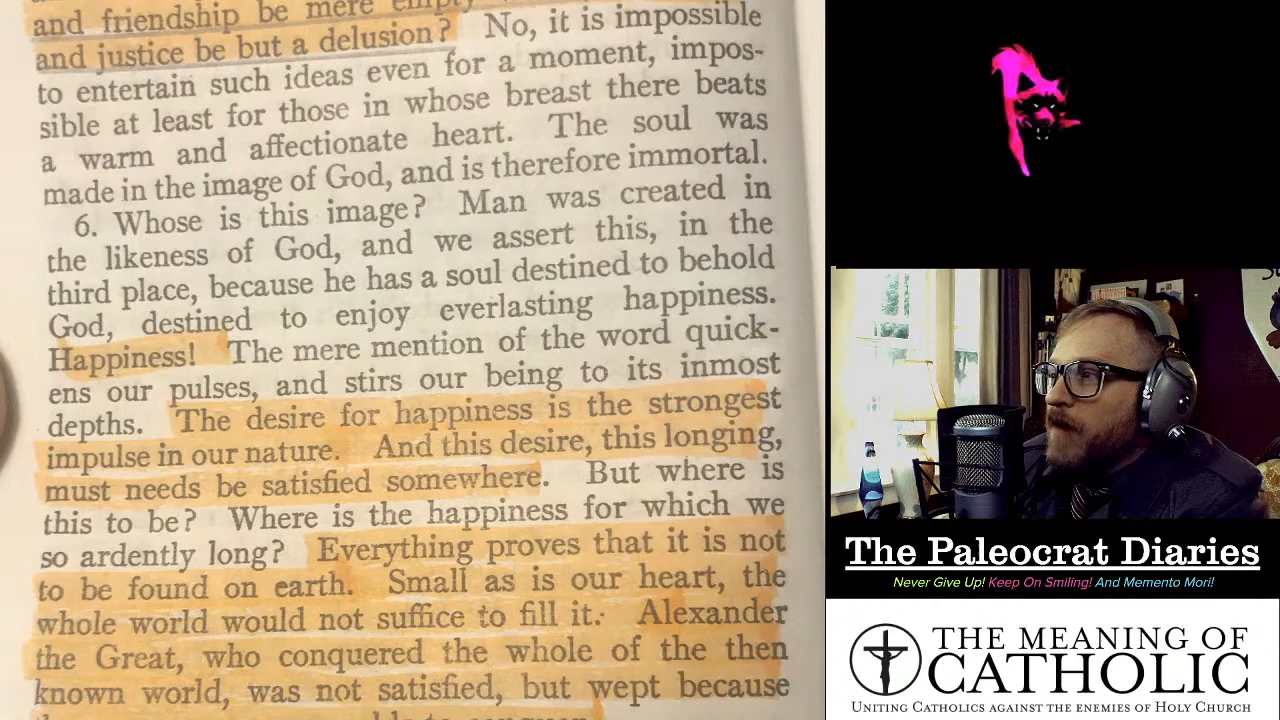 and friendship be mere empty
and justice be but a delusion? No, it is impossible
to entertain such ideas even for a moment, impos-
sible at least for those in whose breast there beats
a warm and affectionate heart. The soul was
made in the image of God, and is therefore immortal.
6. Whose is this image? Man was created in
the likeness of God, and we assert this, in the
third place, because he has a soul destined to behold
God, destined to enjoy everlasting happiness.
Happiness! The mere mention of the word quick-
ens our pulses, and stirs our being to its inmost
depths. The desire for happiness is the strongest
impulse in our nature. And this desire, this longing,
must needs be satisfied somewhere. But where is
this to be? Where is the happiness for which we
so ardently long? Everything proves that it is not
to be found on earth. Small as is our heart, the
whole world would not suffice to fill it: Alexander
the Great, who conquered the whole of the then
known world, was not satisfied, but wept because
to conquer
The Paleocrat Diaries
Never Give Up! Keep On Smiling! And Memento Mori!
THE MEANING OF
CATHOLIC
UNITING CATHOLICS AGAINST THE ENEMIES OF HOLY CHURCH